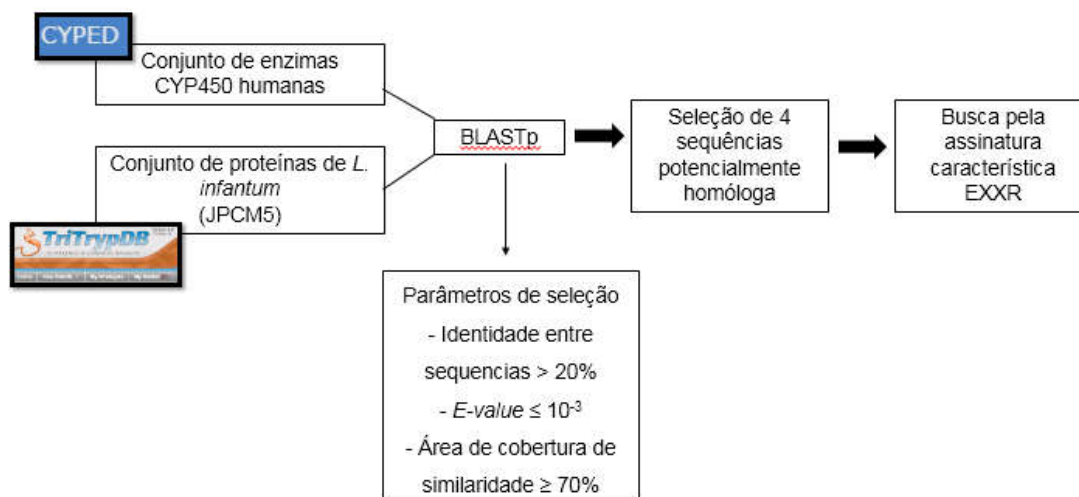 CYPED
Conjunto de enzimas
CYP450 humanas
Conjunto de proteínas de L.
infantum
(JPCM5)
TriTrypDB
BLASTp
Seleção de 4
sequências
potencialmente
homóloga
Busca pela
assinatura
característica
EXXR
Parâmetros de seleção
- Identidade entre
sequencias > 20%
- E-value ≤ 10⁻³
- Área de cobertura de
similaridade ≥ 70%